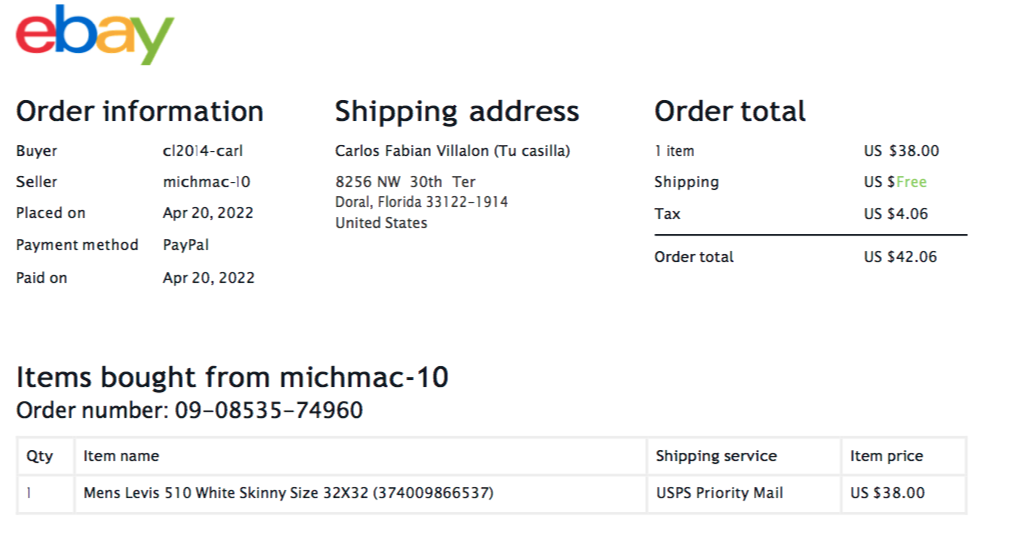 ebay
Order information
Buyer cl2014-carl
Seller michmac-10
Placed on Apr 20, 2022
Payment method PayPal
Paid on Apr 20, 2022
Shipping address
Carlos Fabian Villalon (Tu casilla)
8256 NW 30th Ter
Doral, Florida 33122-1914
United States
Order total
1 item US $38.00
Shipping US $Free
Tax US $4.06
Order total US $42.06
Items bought from michmac-10
Order number: 09-08535-74960
Qty Item name Shipping service Item price
1 Mens Levis 510 White Skinny Size 32X32 (374009866537) USPS Priority Mail US $38.00